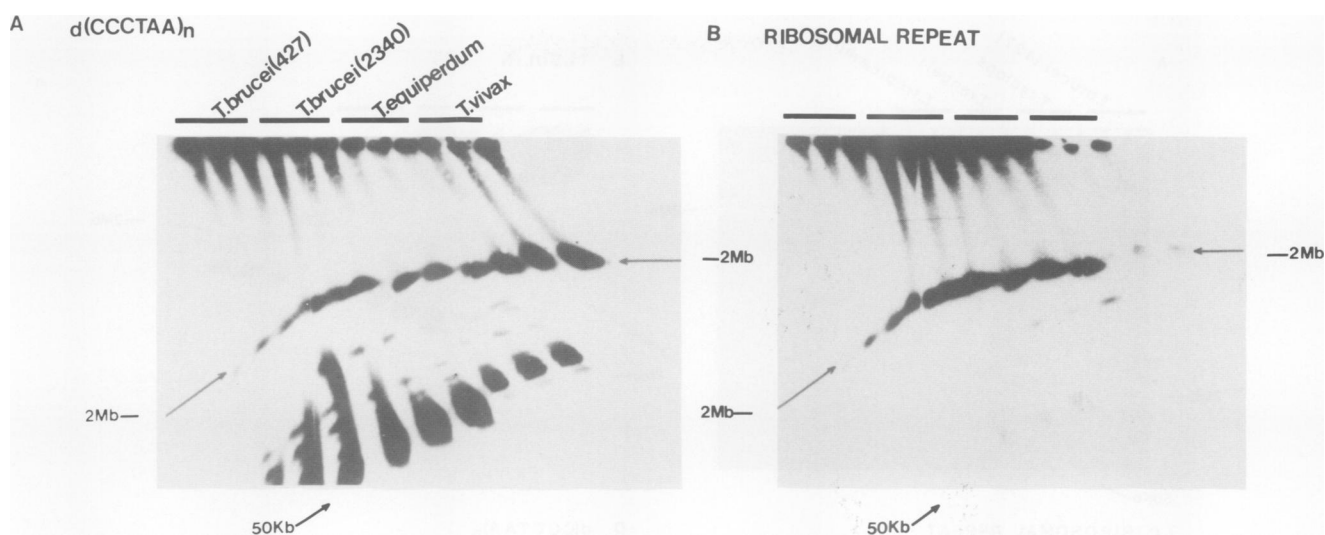 A
d(CCCTAA)n
T.brucei(427)
T.brucei(2340)
T.equiperdum
T.vivax
2Mb
2Mb
50Kb
B
RIBOSOMAL REPEAT
2Mb
2Mb
50Kb